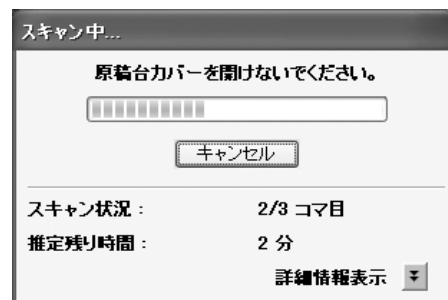 スキャン中...
原稿台カバーを開けないでください。
キャンセル
スキャン状況： 2/3 コマ目
推定残り時間： 2 分
詳細情報表示